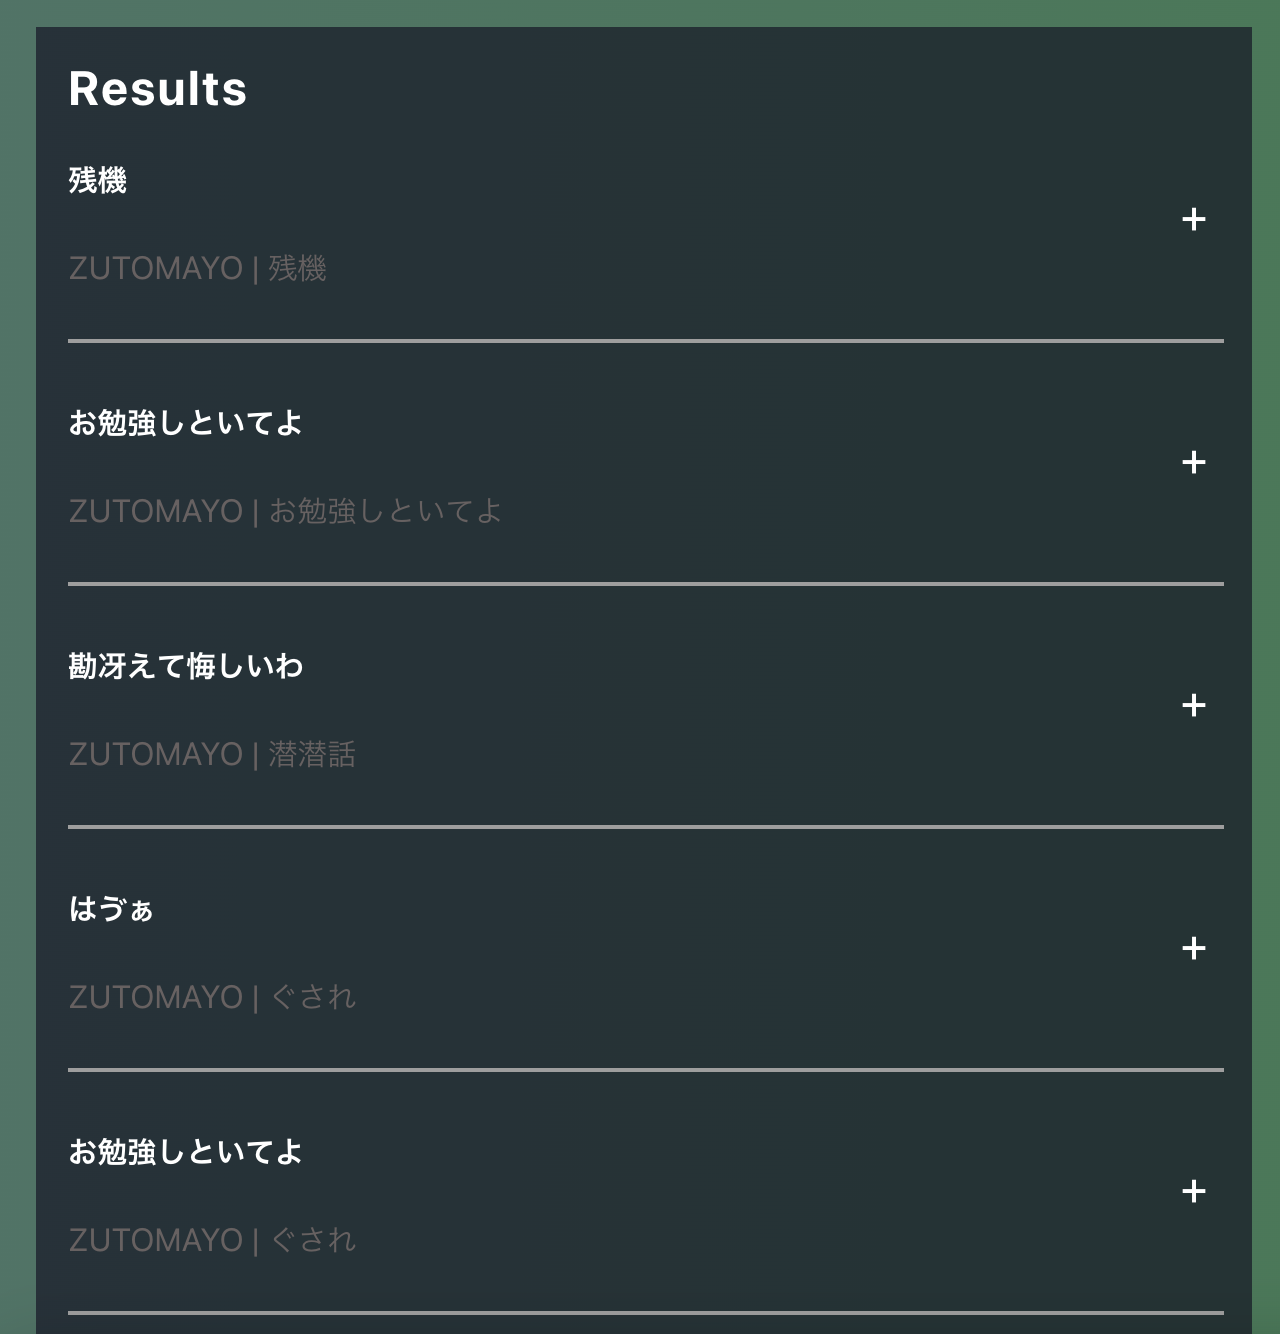 Results
残機
+
ZUTOMAYO | 残機
お勉強しといてよ
+
ZUTOMAYO | お勉強しといてよ
勘冴えて悔しいわ
+
ZUTOMAYO | 潜潜話
はゔぁ
+
ZUTOMAYO | ぐされ
お勉強しといてよ
+
ZUTOMAYO | ぐされ